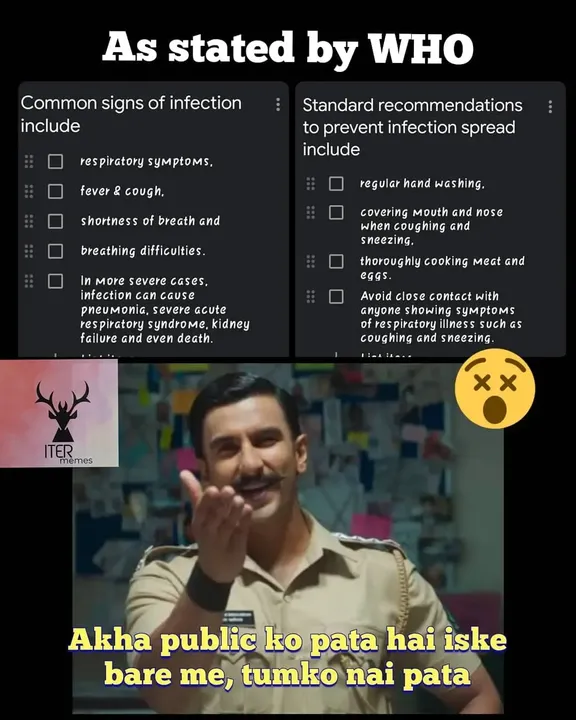 As stated by WHO
Common signs of infection
include
respiratory symptoms,
fever & cough,
shortness of breath and
breathing difficulties.
In more severe cases,
infection can cause
pneumonia, severe acute
respiratory syndrome, kidney
failure and even death.
Standard recommendations
to prevent infection spread
include
regular hand washing,
covering mouth and nose
when coughing and
sneezing,
thoroughly cooking meat and
eggs.
Avoid close contact with
anyone showing symptoms
of respiratory illness such as
coughing and sneezing.
ITER
memes
Akha public ko pata hai iske
bare me, tumko nai pata